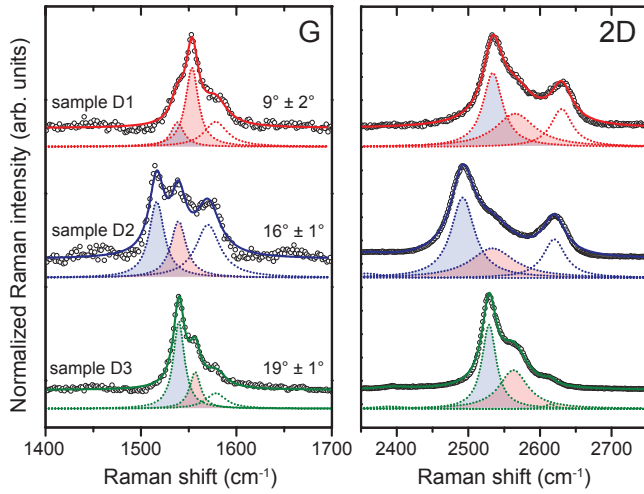 G
2D
Normalized Raman intensity (arb. units)
sample D1
9° ± 2°
sample D2
16° ± 1°
sample D3
19° ± 1°
1400 1500 1600 1700
2400 2500 2600 2700
Raman shift (cm⁻¹)
Raman shift (cm⁻¹)